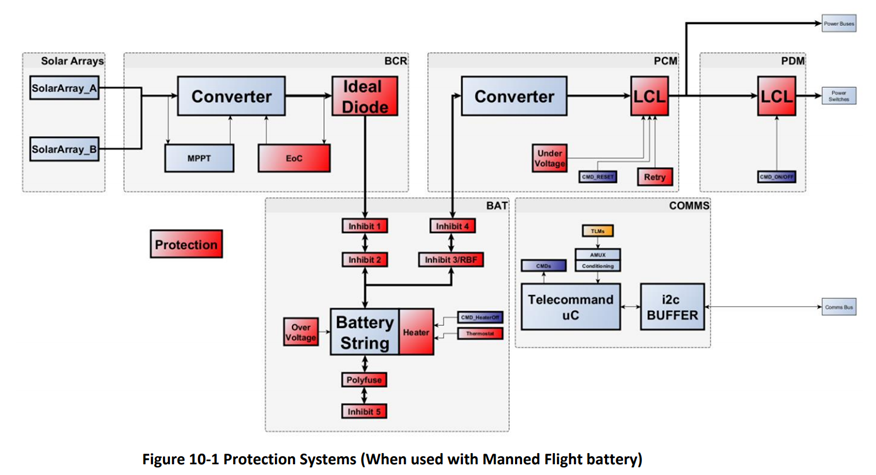 Power Buses
Solar Arrays
BCR
PCM
PDM
SolarArray_A
Converter
Ideal
Diode
Converter
LCL
LCL
Power
Switches
SolarArray_B
MPPT
EoC
Under
Voltage
CMD_RESET
Retry
CMD_ON/OFF
BAT
COMMS
Protection
Inhibit 1
Inhibit 4
TLMs
Inhibit 2
Inhibit 3/RBF
AMUX
CMDs
Conditioning
Telecommand
uC
i2c
BUFFER
Comms Bus
Over
Voltage
Battery
String
Heater
CMD_HeaterOff
Thermostat
Polyfuse
Inhibit 5
Figure 10-1 Protection Systems (When used with Manned Flight battery)